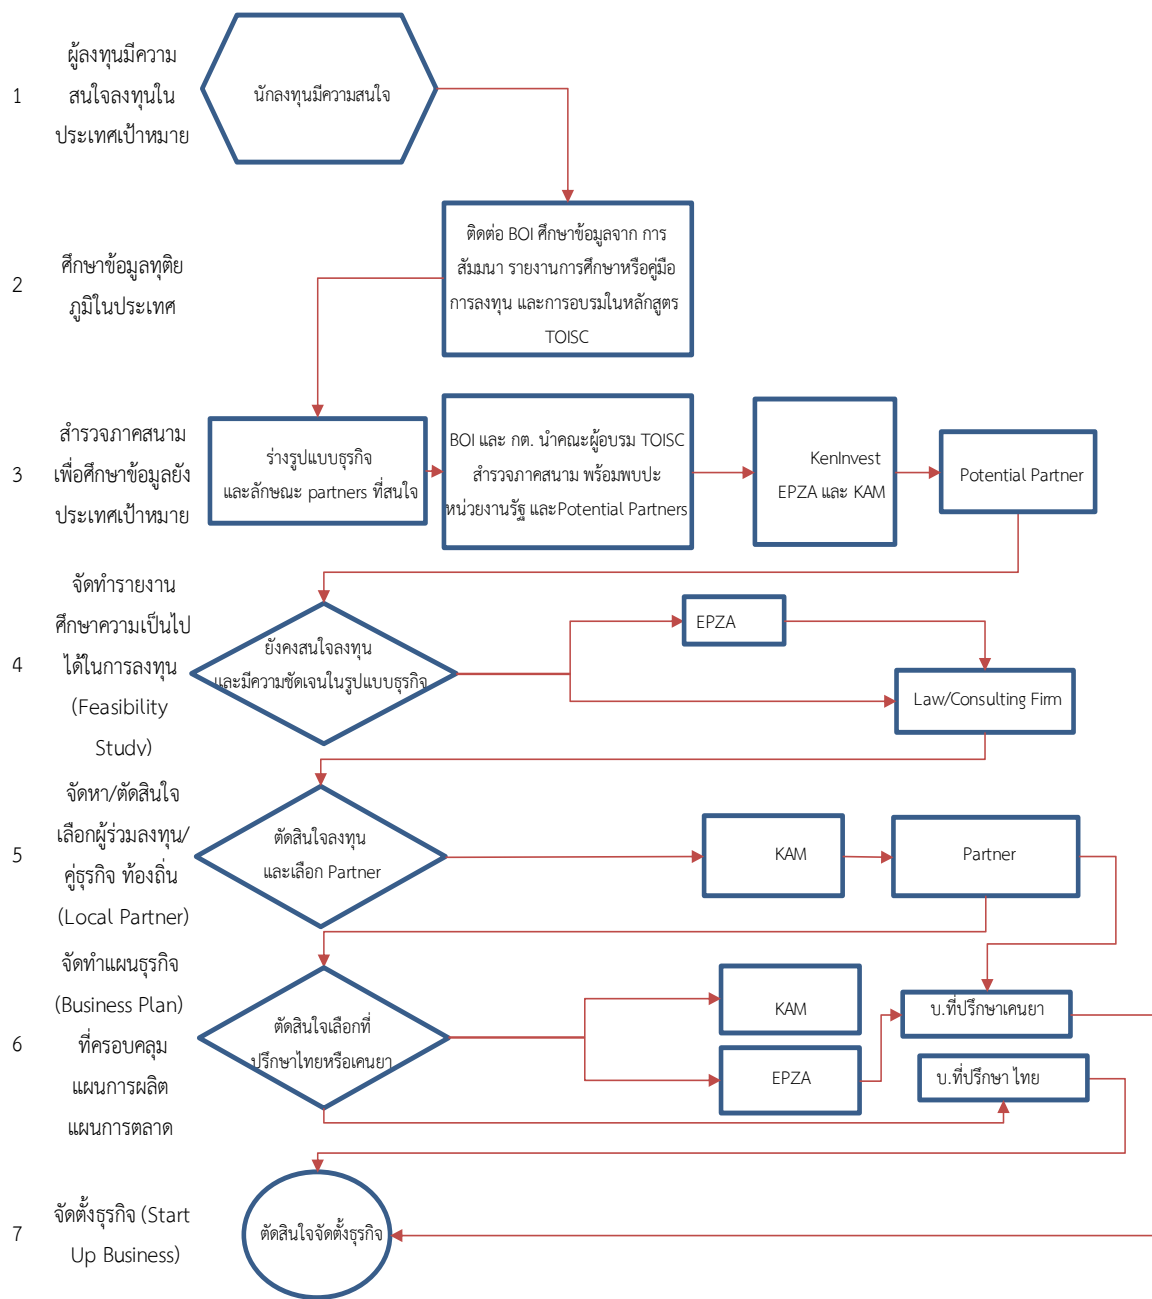 1
ผู้ลงทุนมีความ
สนใจลงทุนใน
ประเทศเป้าหมาย
นักลงทุนมีความสนใจ
2
ศึกษาข้อมูลทุติย
ภูมิในประเทศ
ติดต่อ BOI ศึกษาข้อมูลจาก การ
สัมมนา รายงานการศึกษาหรือคู่มือ
การลงทุน และการอบรมในหลักสูตร
TOISC
3
สำรวจภาคสนาม
เพื่อศึกษาข้อมูลยัง
ประเทศเป้าหมาย
ร่างรูปแบบธุรกิจ
และลักษณะ partners ที่สนใจ
BOI และ กต. นำคณะผู้อบรม TOISC
สำรวจภาคสนาม พร้อมพบปะ
หน่วยงานรัฐ และPotential Partners
KenInvest
EPZA และ KAM
Potential Partner
4
จัดทำรายงาน
ศึกษาความเป็นไป
ได้ในการลงทุน
(Feasibility
Study)
ยังคงสนใจลงทุน
และมีความชัดเจนในรูปแบบธุรกิจ
EPZA
Law/Consulting Firm
5
จัดหา/ตัดสินใจ
เลือกผู้ร่วมลงทุน/
คู่ธุรกิจ ท้องถิ่น
(Local Partner)
ตัดสินใจลงทุน
และเลือก Partner
KAM
Partner
6
จัดทำแผนธุรกิจ
(Business Plan)
ที่ครอบคลุม
แผนการผลิต
แผนการตลาด
ตัดสินใจเลือกที่
ปรึกษาไทยหรือเคนยา
KAM
EPZA
บ.ที่ปรึกษาเคนยา
บ.ที่ปรึกษา ไทย
7
จัดตั้งธุรกิจ (Start
Up Business)
ตัดสินใจจัดตั้งธุรกิจ